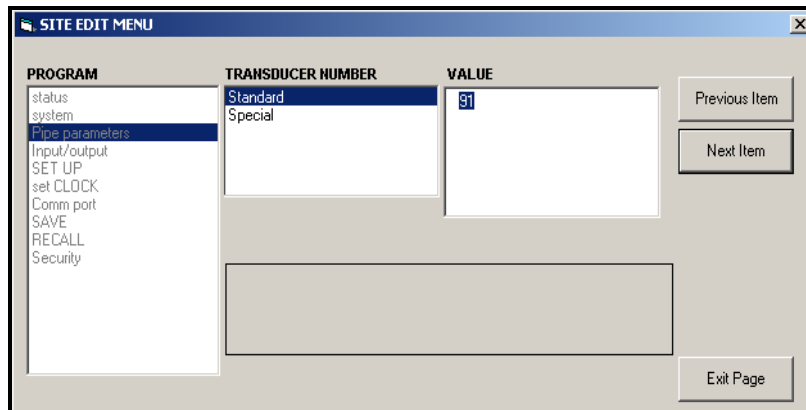 SITE EDIT MENU
PROGRAM
status
system
Pipe parameters
Input/output
SET UP
set CLOCK
Comm port
SAVE
RECALL
Security
TRANSDUCER NUMBER
Standard
Special
VALUE
91
Previous Item
Next Item
Exit Page